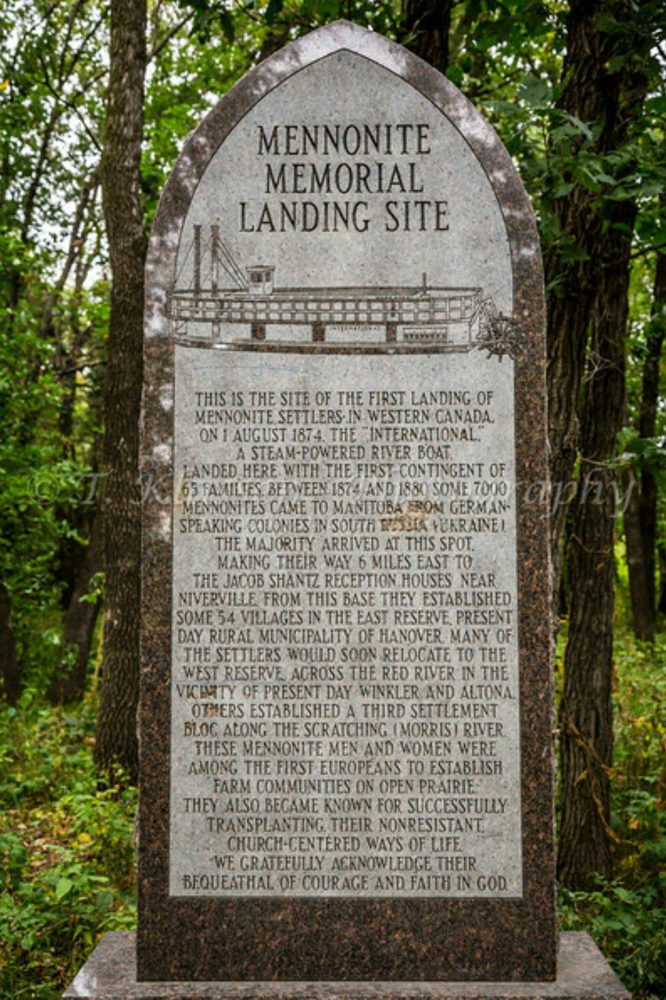 MENNONITE
MEMORIAL
LANDING SITE
INTERNATIONAL
THIS IS THE SITE OF THE FIRST LANDING OF
MENNONITE SETTLERS IN WESTERN CANADA.
ON 1 AUGUST 1874, THE "INTERNATIONAL,"
A STEAM-POWERED RIVER BOAT,
LANDED HERE WITH THE FIRST CONTINGENT OF
65 FAMILIES. BETWEEN 1874 AND 1880 SOME 7000
MENNONITES CAME TO MANITOBA FROM GERMAN-
SPEAKING COLONIES IN SOUTH RUSSIA (UKRAINE).
THE MAJORITY ARRIVED AT THIS SPOT,
MAKING THEIR WAY 6 MILES EAST TO
THE JACOB SHANTZ RECEPTION HOUSES NEAR
NIVERVILLE. FROM THIS BASE THEY ESTABLISHED
SOME 54 VILLAGES IN THE EAST RESERVE, PRESENT
DAY RURAL MUNICIPALITY OF HANOVER. MANY OF
THE SETTLERS WOULD SOON RELOCATE TO THE
WEST RESERVE, ACROSS THE RED RIVER IN THE
VICINITY OF PRESENT DAY WINKLER AND ALTONA.
OTHERS ESTABLISHED A THIRD SETTLEMENT
BLOC ALONG THE SCRATCHING (MORRIS) RIVER.
THESE MENNONITE MEN AND WOMEN WERE
AMONG THE FIRST EUROPEANS TO ESTABLISH
FARM COMMUNITIES ON OPEN PRAIRIE.
THEY ALSO BECAME KNOWN FOR SUCCESSFULLY
TRANSPLANTING THEIR NONRESISTANT,
CHURCH-CENTERED WAYS OF LIFE.
WE GRATEFULLY ACKNOWLEDGE THEIR
BEQUEATHAL OF COURAGE AND FAITH IN GOD.
© T.